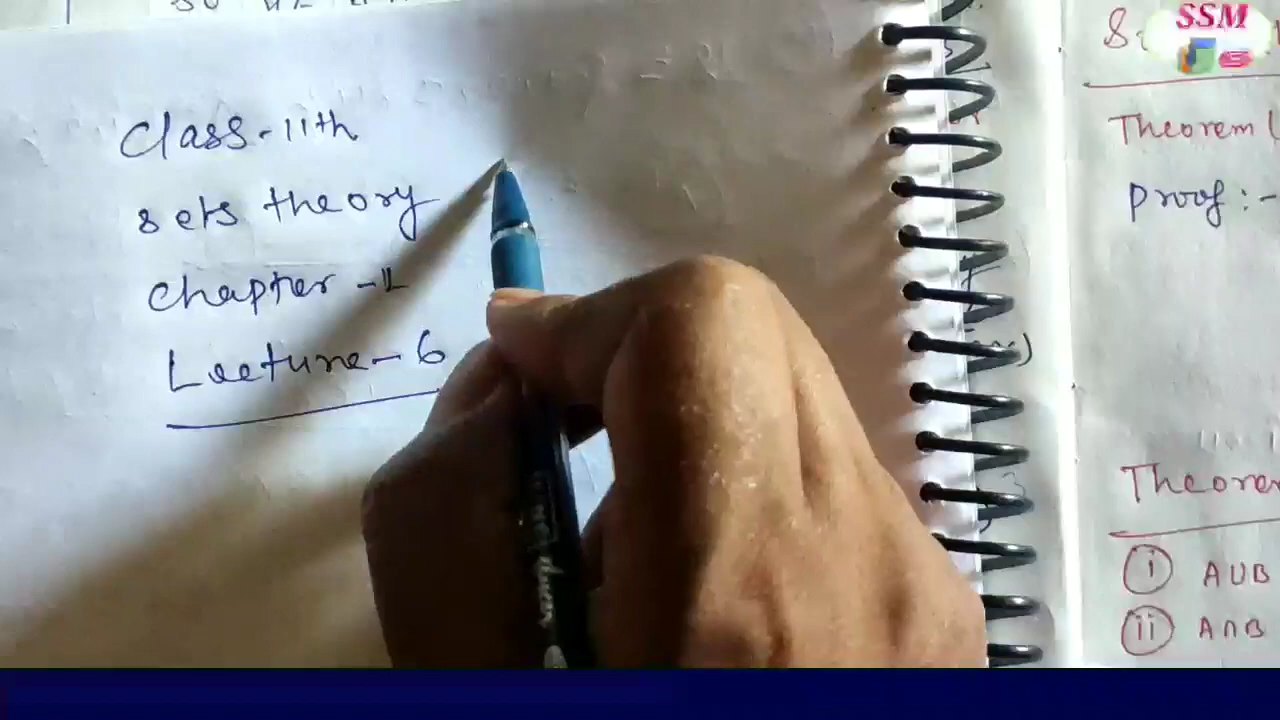 Class-11th
sets theory
chapter-1
Lecture-6
SSM
Theorem (
proof:-
Theorem
(i) AUB
(ii) A∩B